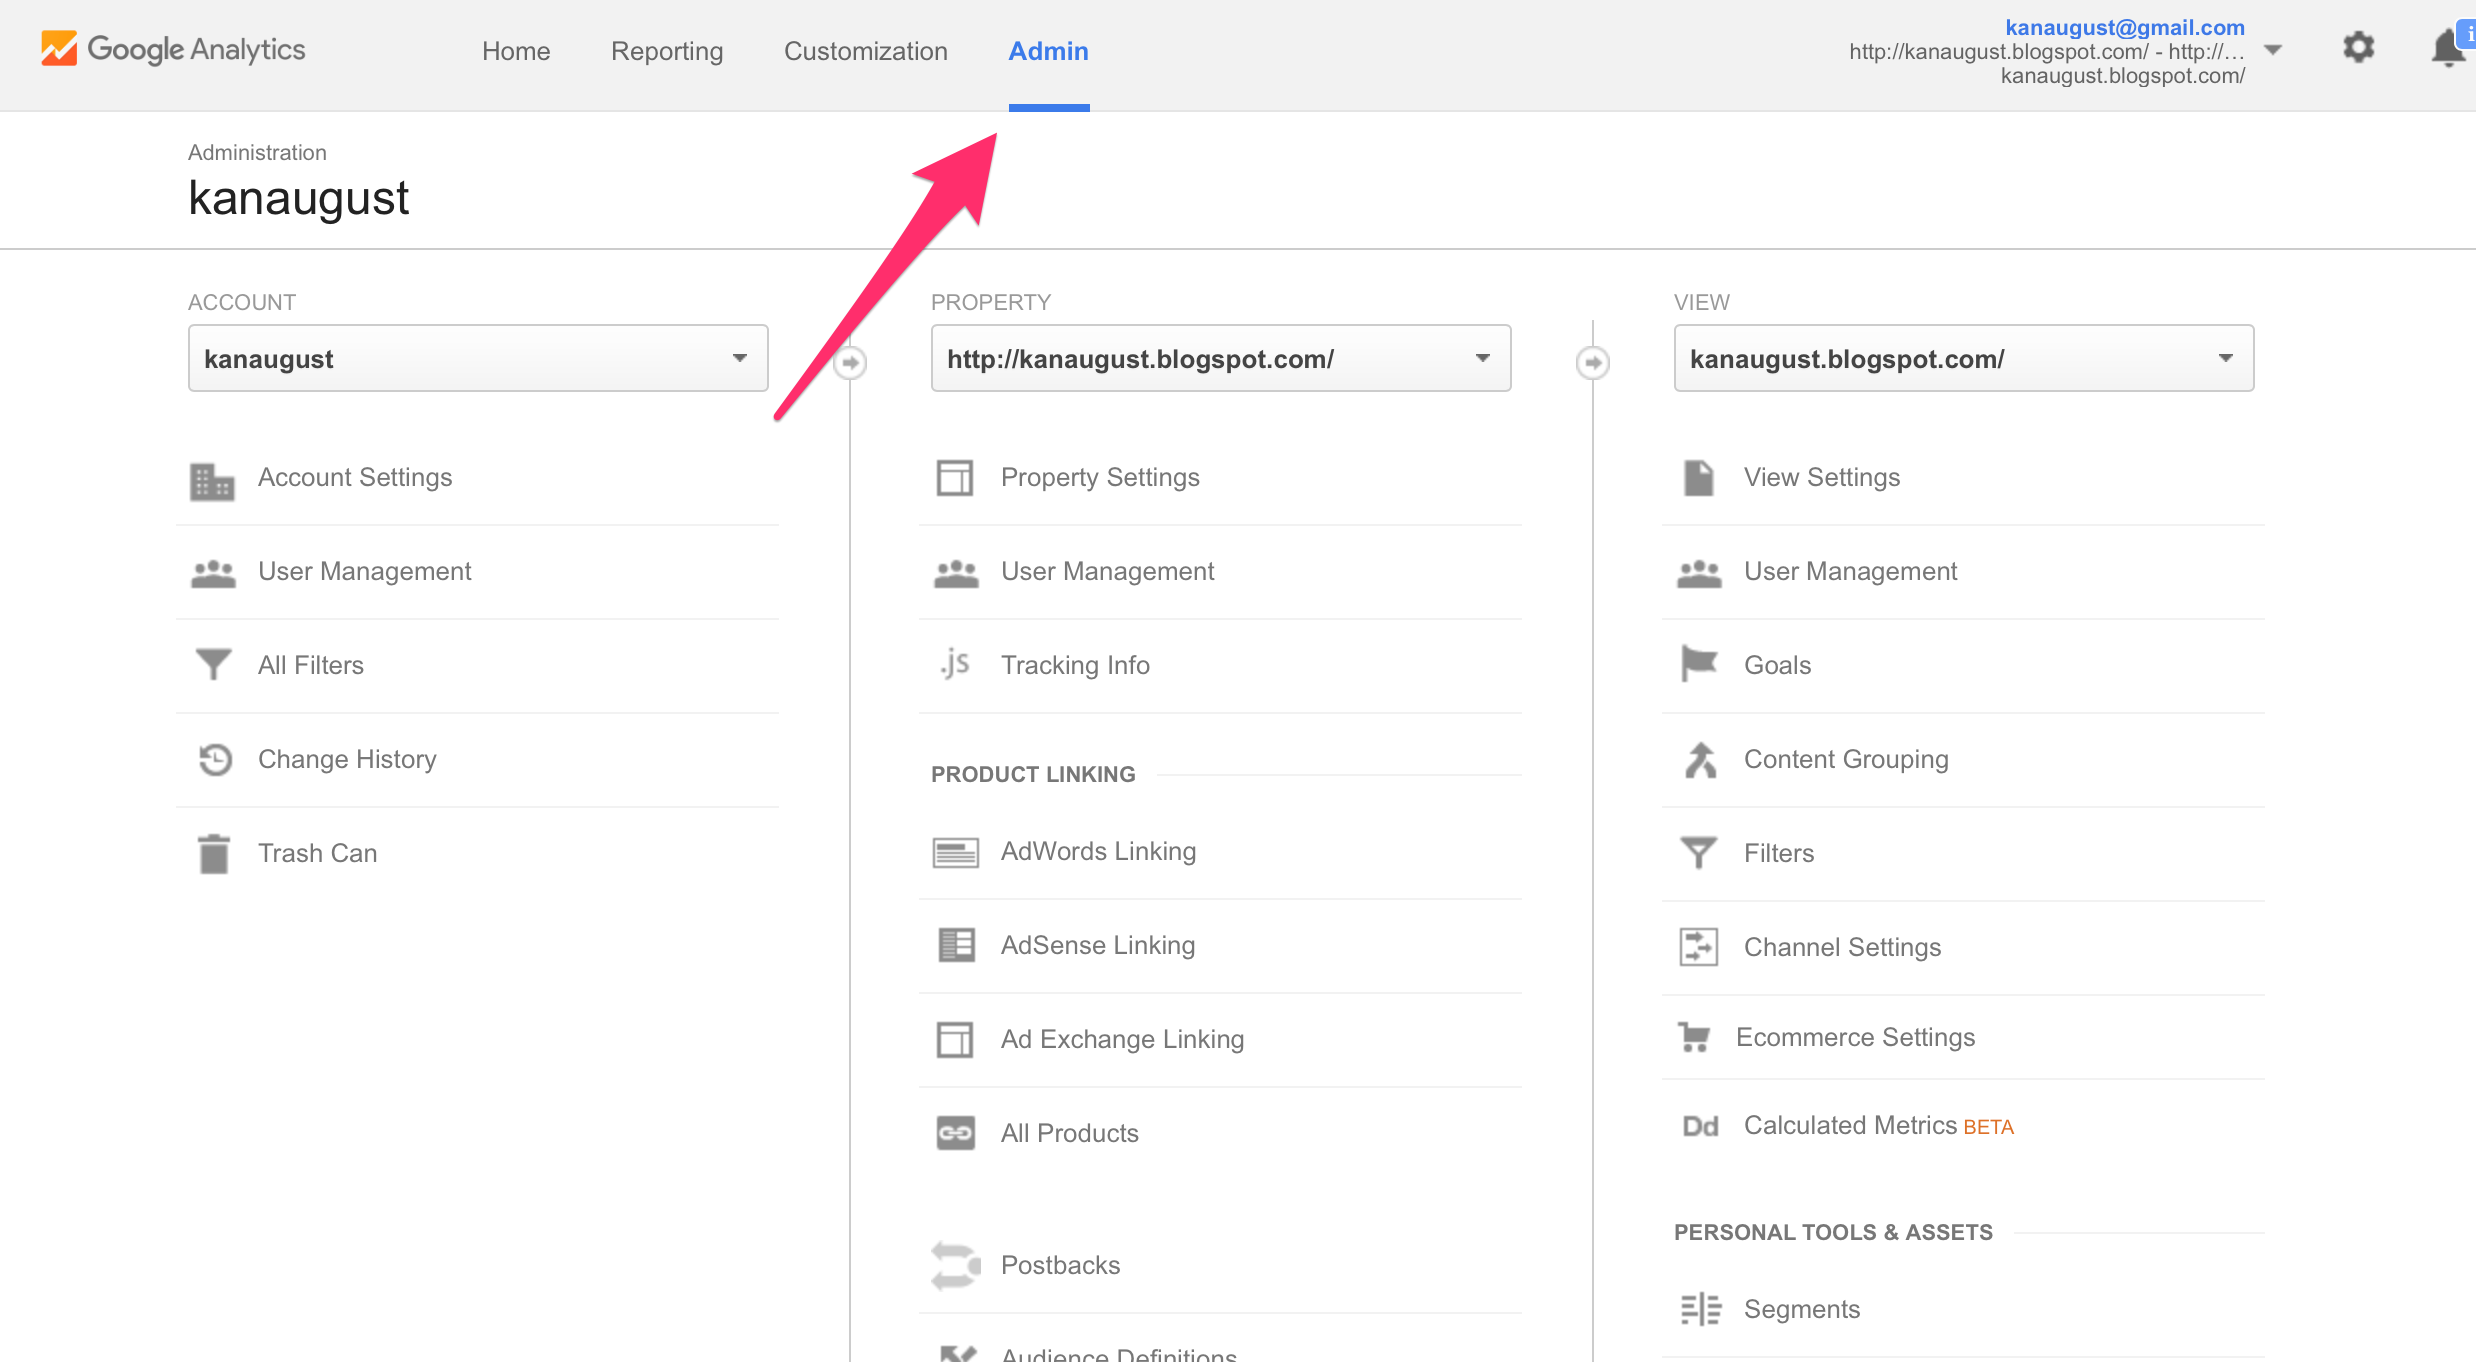 Google Analytics
Home
Reporting
Customization
Admin
kanaugust@gmail.com
http://kanaugust.blogspot.com/ - http://...
kanaugust.blogspot.com/
i
Administration
kanaugust
ACCOUNT
kanaugust
Account Settings
User Management
All Filters
Change History
Trash Can
PROPERTY
http://kanaugust.blogspot.com/
Property Settings
User Management
.js Tracking Info
PRODUCT LINKING
AdWords Linking
AdSense Linking
Ad Exchange Linking
All Products
Postbacks
Audience Definitions
VIEW
kanaugust.blogspot.com/
View Settings
User Management
Goals
Content Grouping
Filters
Channel Settings
Ecommerce Settings
Dd Calculated Metrics BETA
PERSONAL TOOLS & ASSETS
Segments